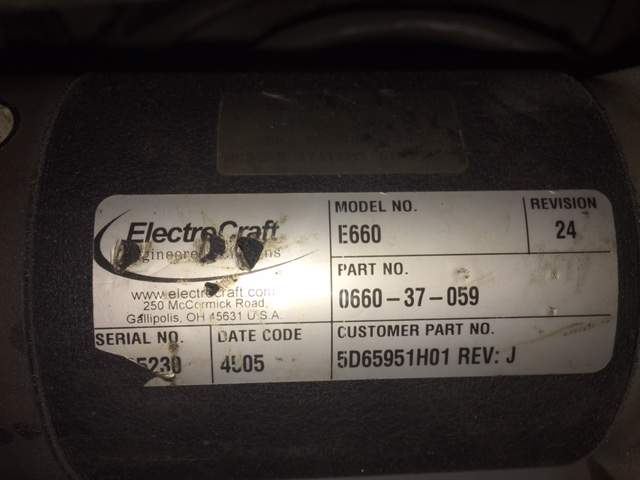 ElectroCraft
www.electrocraft.com
250 McCormick Road,
Gallipolis, OH 45631 U.S.A.
MODEL NO.
E660
REVISION
24
PART NO.
0660-37-059
SERIAL NO.
DATE CODE
CUSTOMER PART NO.
5D65951H01 REV: J